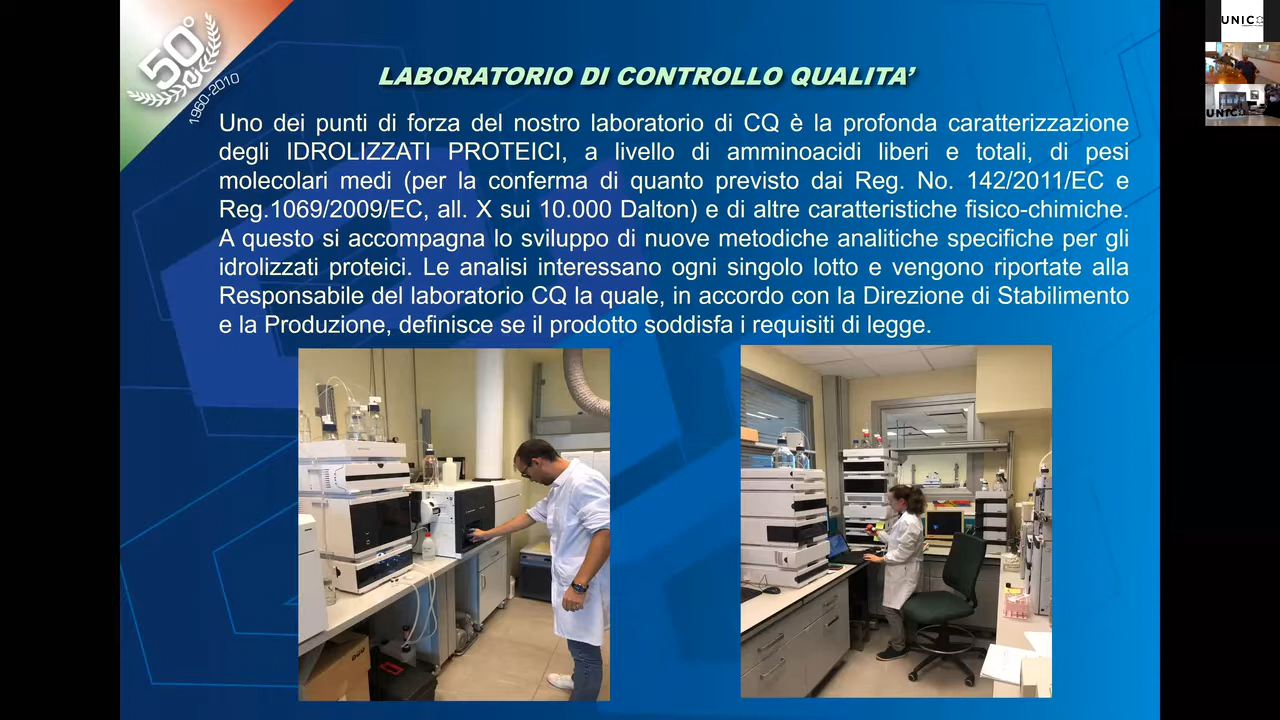 50°
1960-2010
LABORATORIO DI CONTROLLO QUALITA’
Uno dei punti di forza del nostro laboratorio di CQ è la profonda caratterizzazione
degli IDROLIZZATI PROTEICI, a livello di amminoacidi liberi e totali, di pesi
molecolari medi (per la conferma di quanto previsto dai Reg. No. 142/2011/EC e
Reg.1069/2009/EC, all. X sui 10.000 Dalton) e di altre caratteristiche fisico-chimiche.
A questo si accompagna lo sviluppo di nuove metodiche analitiche specifiche per gli
idrolizzati proteici. Le analisi interessano ogni singolo lotto e vengono riportate alla
Responsabile del laboratorio CQ la quale, in accordo con la Direzione di Stabilimento
e la Produzione, definisce se il prodotto soddisfa i requisiti di legge.
UNICO
UNICO